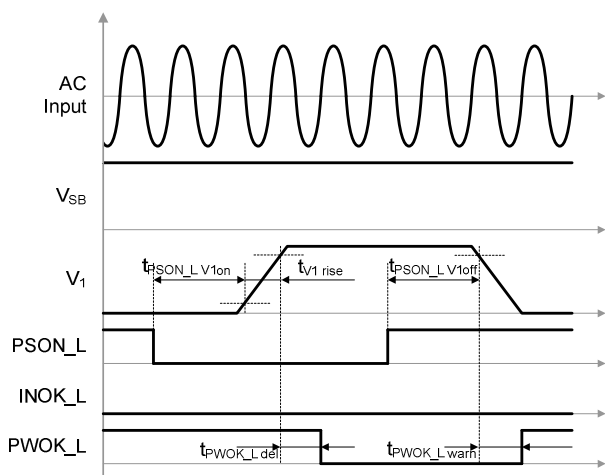 AC
Input
VSB
tPSON_L V1on
tV1 rise
tPSON_L V1off
V1
PSON_L
INOK_L
PWOK_L
tPWOK_L del
tPWOK_L warn